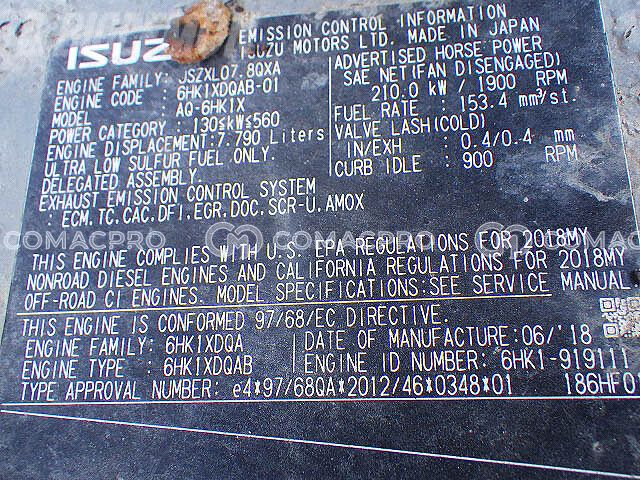 ISUZU
EMISSION CONTROL INFORMATION
ISUZU MOTORS LTD. MADE IN JAPAN
ENGINE FAMILY: JSZXL07.8QXA
ENGINE CODE : 6HK1XDQAB-01
MODEL : AQ-6HK1X
POWER CATEGORY : 130≤kW≤560
ENGINE DISPLACEMENT:7.790 Liters
ULTRA LOW SULFUR FUEL ONLY.
DELEGATED ASSEMBLY.
EXHAUST EMISSION CONTROL SYSTEM
: ECM.TC.CAC.DFI.EGR.DOC.SCR-U.AMOX
ADVERTISED HORSE POWER
SAE NET(FAN DISENGAGED)
210.0 kW / 1900 RPM
FUEL RATE : 153.4 mm³/st.
VALVE LASH(COLD)
IN/EXH : 0.4/0.4 mm
CURB IDLE : 900 RPM
COMACPRO COMACPRO COMACPRO
THIS ENGINE COMPLIES WITH U.S. EPA REGULATIONS FOR 2018MY
NONROAD DIESEL ENGINES AND CALIFORNIA REGULATIONS FOR 2018MY
OFF-ROAD CI ENGINES. MODEL SPECIFICATIONS:SEE SERVICE MANUAL
THIS ENGINE IS CONFORMED 97/68/EC DIRECTIVE.
ENGINE FAMILY: 6HK1XDQA
ENGINE TYPE : 6HK1XDQAB
DATE OF MANUFACTURE:06/'18
ENGINE ID NUMBER: 6HK1-919111
TYPE APPROVAL NUMBER: e4*97/68QA*2012/46*0348*01